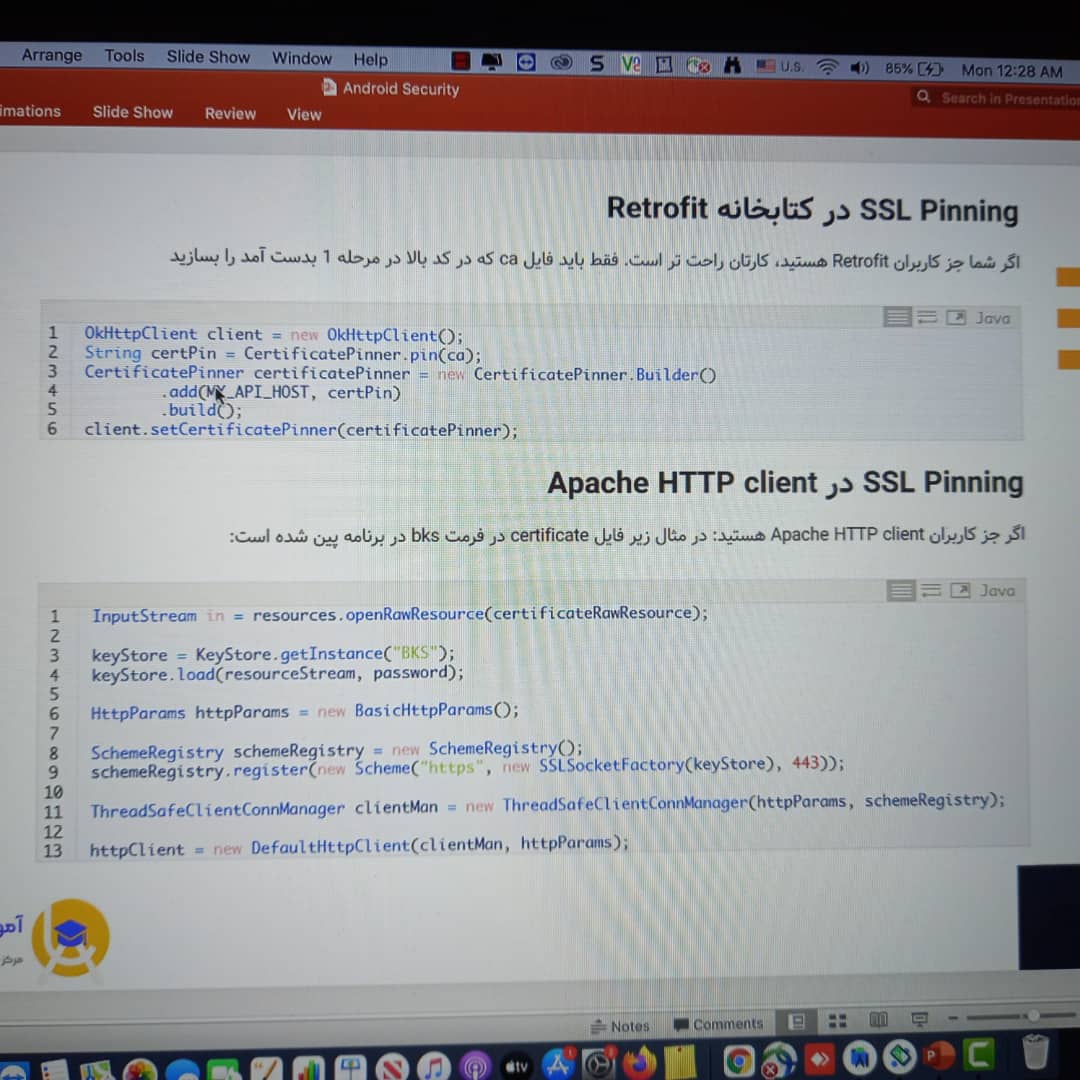 Arrange Tools Slide Show Window Help U.S. 85% Mon 12:28 AM
Android Security
Search in Presentation
imations Slide Show Review View
SSL Pinning در کتابخانه Retrofit
اگر شما جز کاربران Retrofit هستید، کارتان راحت تر است. فقط باید فایل ca که در کد بالا در مرحله 1 بدست آمد را بسازید
Java
1 OkHttpClient client = new OkHttpClient();
2 String certPin = CertificatePinner.pin(ca);
3 CertificatePinner certificatePinner = new CertificatePinner.Builder()
4 .add(MY_API_HOST, certPin)
5 .build();
6 client.setCertificatePinner(certificatePinner);
SSL Pinning در Apache HTTP client
اگر جز کاربران Apache HTTP client هستید: در مثال زیر فایل certificate در فرمت bks در برنامه پین شده است:
Java
1 InputStream in = resources.openRawResource(certificateRawResource);
2
3 keyStore = KeyStore.getInstance("BKS");
4 keyStore.load(resourceStream, password);
5
6 HttpParams httpParams = new BasicHttpParams();
7
8 SchemeRegistry schemeRegistry = new SchemeRegistry();
9 schemeRegistry.register(new Scheme("https", new SSLSocketFactory(keyStore), 443));
10
11 ThreadSafeClientConnManager clientMan = new ThreadSafeClientConnManager(httpParams, schemeRegistry);
12
13 httpClient = new DefaultHttpClient(clientMan, httpParams);
آمو
مرکز
Notes Comments
tv